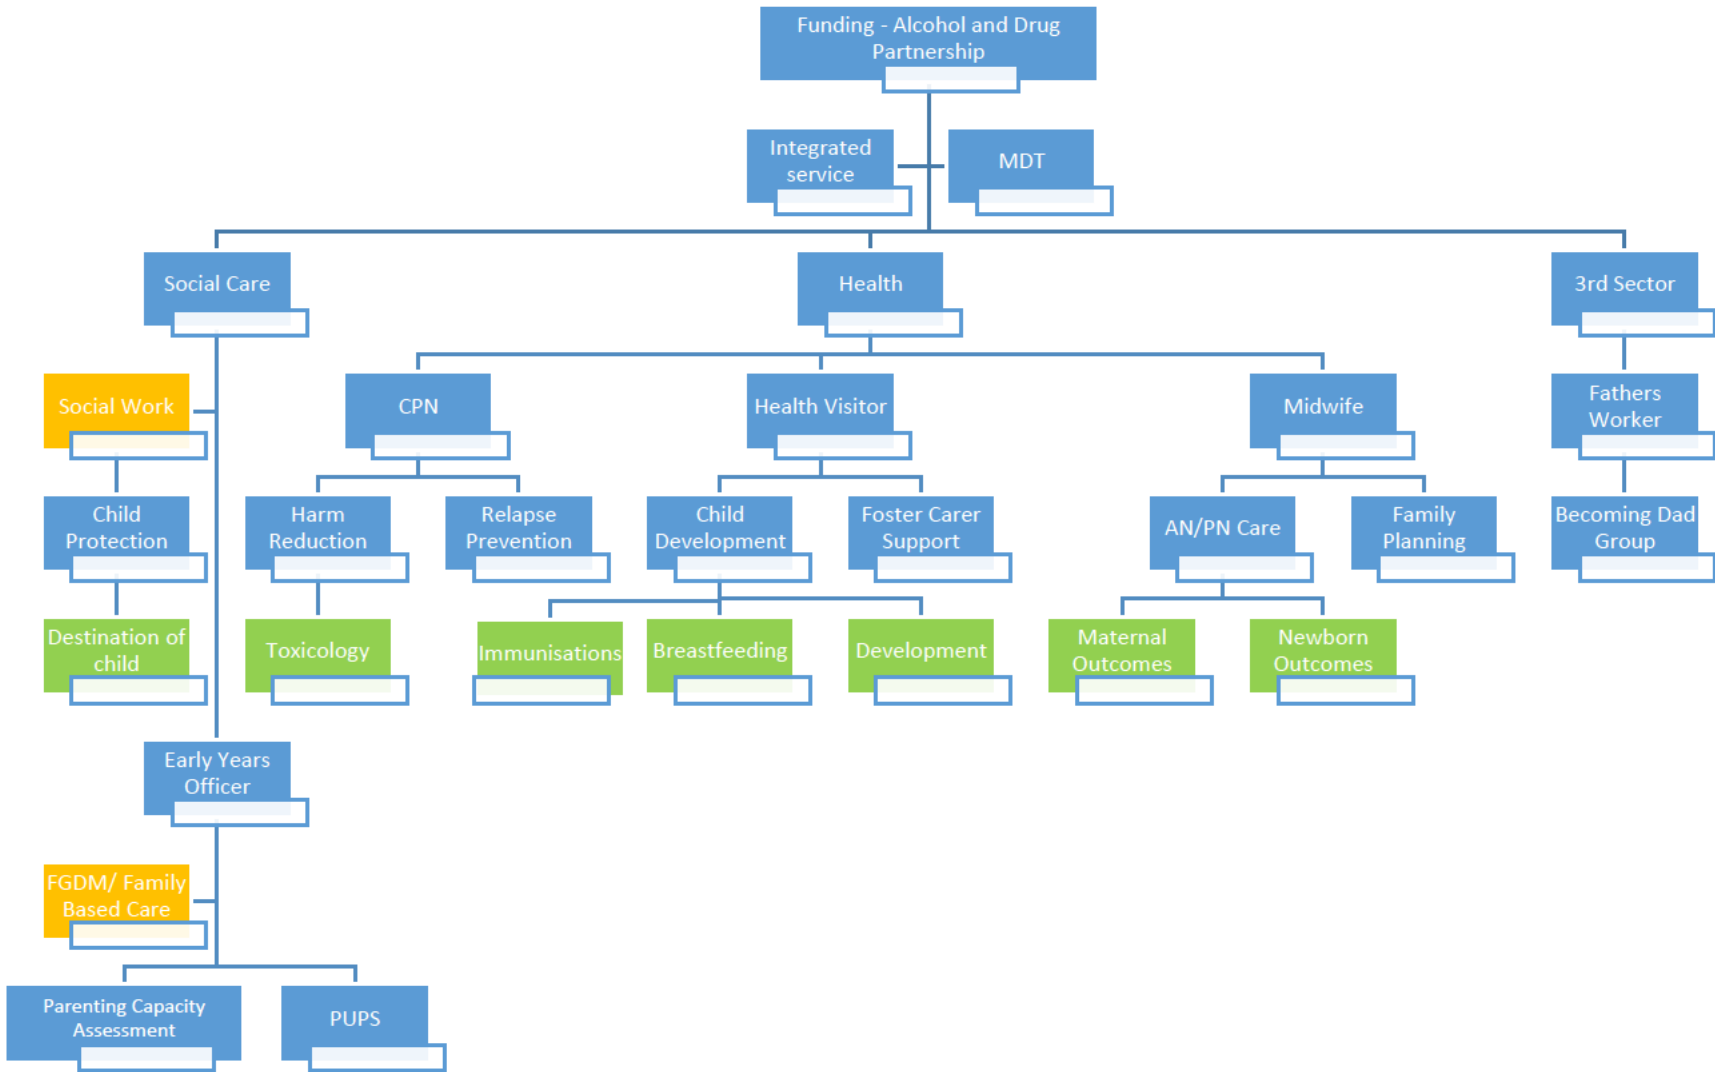 Funding - Alcohol and Drug
Partnership
Integrated
service
MDT
Social Care
Health
3rd Sector
Social Work
CPN
Health Visitor
Midwife
Fathers
Worker
Child
Protection
Harm
Reduction
Relapse
Prevention
Child
Development
Foster Carer
Support
AN/PN Care
Family
Planning
Becoming Dad
Group
Destination of
child
Toxicology
Immunisations
Breastfeeding
Development
Maternal
Outcomes
Newborn
Outcomes
Early Years
Officer
FGDM/ Family
Based Care
Parenting Capacity
Assessment
PUPS